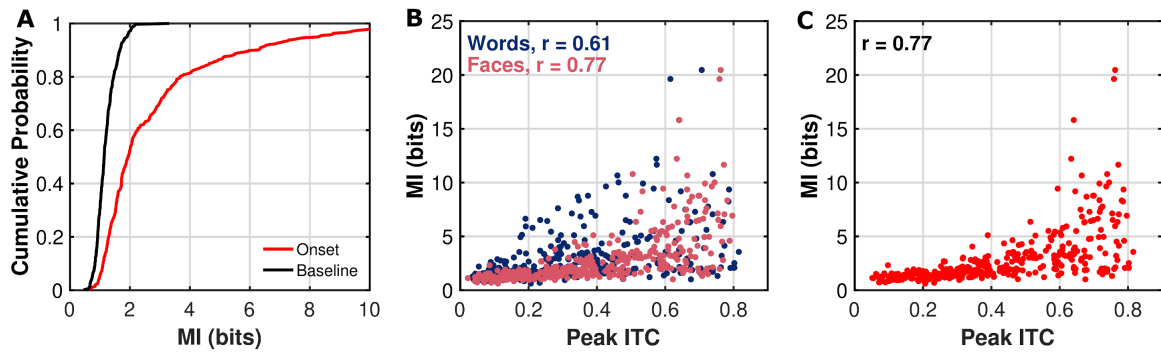 A
Cumulative Probability
1
0.8
0.6
0.4
0.2
0
0 2 4 6 8 10
MI (bits)
Onset
Baseline
B
MI (bits)
25
20
15
10
5
0
0 0.2 0.4 0.6 0.8
Peak ITC
Words, r = 0.61
Faces, r = 0.77
C
MI (bits)
25
20
15
10
5
0
0 0.2 0.4 0.6 0.8
Peak ITC
r = 0.77